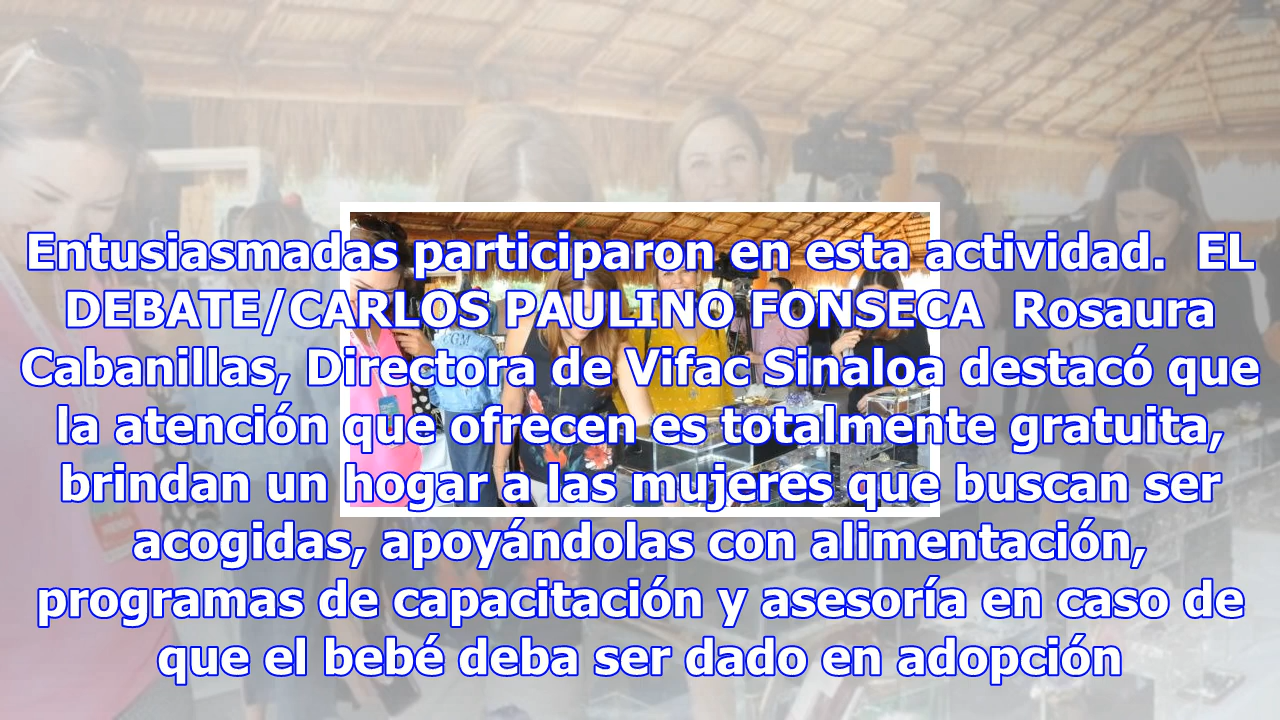 Entusiasmadas participaron en esta actividad.  EL
DEBATE/CARLOS PAULINO FONSECA  Rosaura
Cabanillas, Directora de Vifac Sinaloa destacó que
la atención que ofrecen es totalmente gratuita,
brindan un hogar a las mujeres que buscan ser
acogidas, apoyándolas con alimentación,
programas de capacitación y asesoría en caso de
que el bebé deba ser dado en adopción